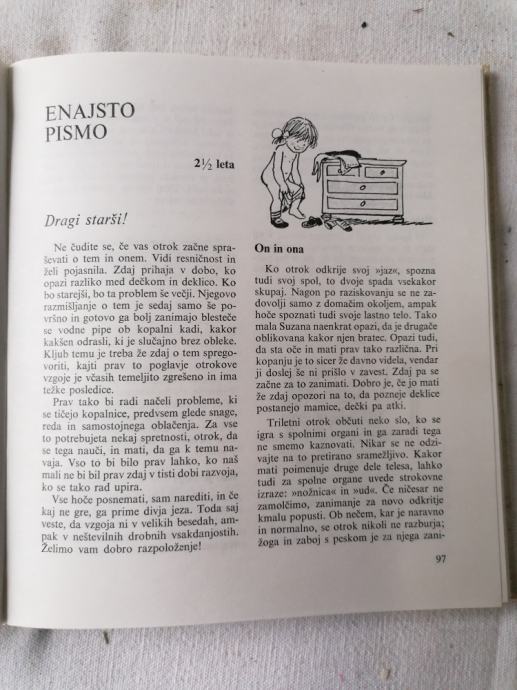 ENAJSTO
PISMO
2½ leta
Dragi starši!
Ne čudite se, če vas otrok začne spra-
ševati o tem in onem. Vidi resničnost in
želi pojasnila. Zdaj prihaja v dobo, ko
opazi razliko med dečkom in deklico. Ko
bo starejši, bo ta problem še večji. Njegovo
razmišljanje o tem je sedaj samo še po-
vršno in gotovo ga bolj zanimajo blesteče
se vodne pipe ob kopalni kadi, kakor
kakšen odrasli, ki je slučajno brez obleke.
Kljub temu je treba že zdaj o tem sprego-
voriti, kajti prav to poglavje otrokove
vzgoje je včasih temeljito zgrešeno in ima
težke posledice.
Prav tako bi radi načeli probleme, ki
se tičejo kopalnice, predvsem glede snage,
reda in samostojnega oblačenja. Za vse
to potrebujeta nekaj spretnosti, otrok, da
se tega nauči, in mati, da ga k temu na-
vaja. Vso to bi bilo prav lahko, ko naš
mali ne bi bil prav zdaj v tisti dobi razvoja,
ko se tako rad upira.
Vse hoče posnemati, sam narediti, in če
kaj ne gre, ga prime divja jeza. Toda saj
veste, da vzgoja ni v velikih besedah, am-
pak v neštevilnih drobnih vsakdanjostih.
Želimo vam dobro razpoloženje!
On in ona
Ko otrok odkrije svoj »jaz«, spozna
tudi svoj spol, to dvoje spada vsekakor
skupaj. Nagon po raziskovanju se ne za-
dovolji samo z domačim okoljem, ampak
hoče spoznati tudi svoje lastno telo. Tako
mala Suzana naenkrat opazi, da je drugače
oblikovana kakor njen bratec. Opazi tudi,
da sta oče in mati prav tako različna. Pri
kopanju je to sicer že davno videla, vendar
ji doslej še ni prišlo v zavest. Zdaj pa se
začne za to zanimati. Dobro je, če jo mati
že zdaj opozori na to, da pozneje deklice
postanejo mamice, dečki pa atki.
Triletni otrok občuti neko slo, ko se
igra s spolnimi organi in ga zaradi tega
ne smemo kaznovati. Nikar se ne odzi-
vajte na to pretirano sramežljivo. Kakor
mati poimenuje druge dele telesa, lahko
tudi za spolne organe uvede strokovne
izraze: »nožnica« in »ud«. Če ničesar ne
zamolčimo, zanimanje za novo odkritje
kmalu popusti. Ob nečem, kar je naravno
in normalno, se otrok nikoli ne razburja;
žoga in zaboj s peskom je za njega zani-
97